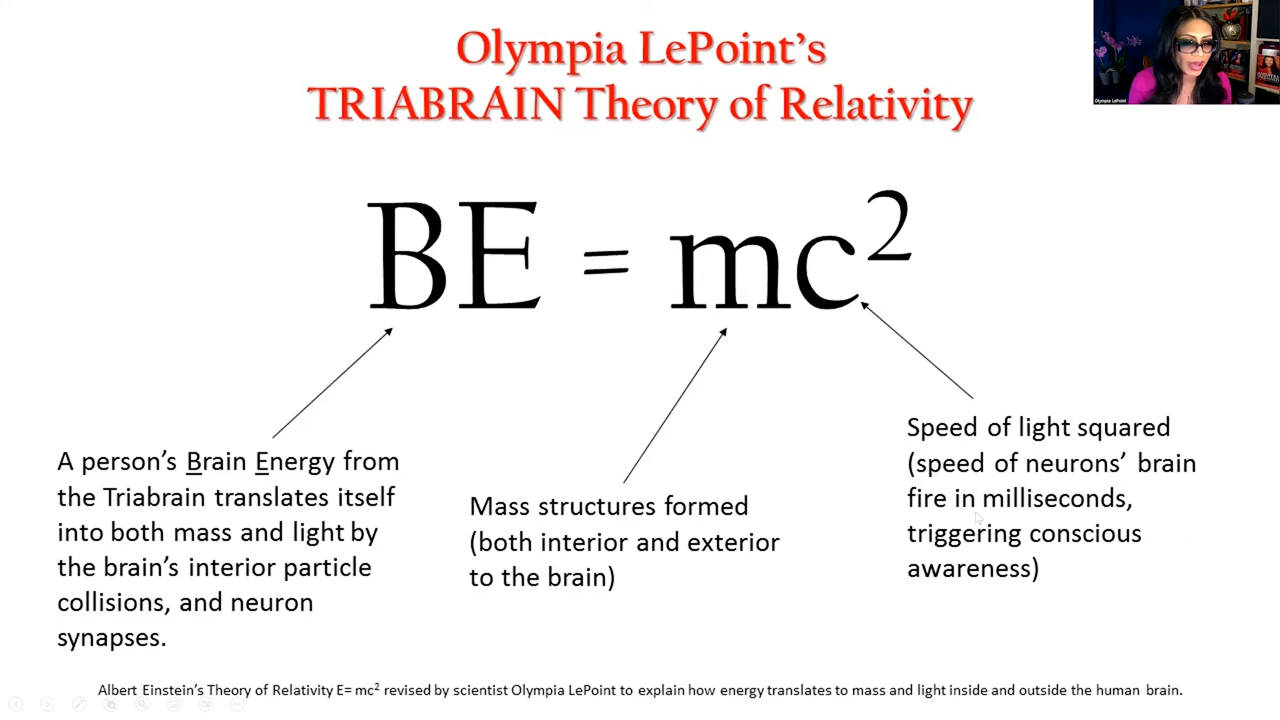 Olympia LePoint's
TRIABRAIN Theory of Relativity
BE = mc²
A person's Brain Energy from
the Triabrain translates itself
into both mass and light by
the brain's interior particle
collisions, and neuron
synapses.
Mass structures formed
(both interior and exterior
to the brain)
Speed of light squared
(speed of neurons' brain
fire in milliseconds,
triggering conscious
awareness)
Albert Einstein's Theory of Relativity E= mc² revised by scientist Olympia LePoint to explain how energy translates to mass and light inside and outside the human brain.
Olympia LePoint